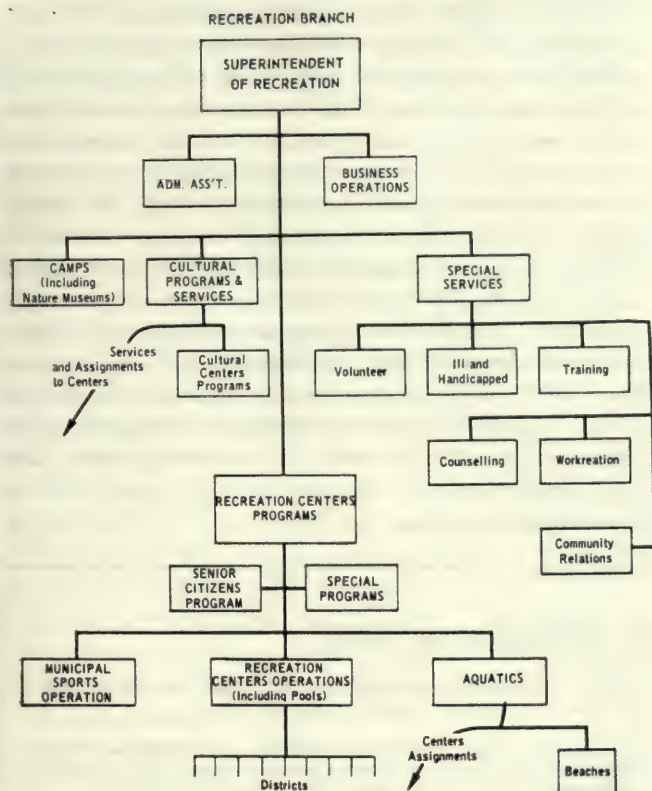 RECREATION BRANCH
SUPERINTENDENT
OF RECREATION
ADM. ASS'T.
BUSINESS
OPERATIONS
CAMPS
(Including
Nature Museums)
CULTURAL
PROGRAMS &
SERVICES
SPECIAL
SERVICES
Services
and Assignments
to Centers
Cultural
Centers
Programs
Volunteer
Ill and
Handicapped
Training
Counselling
Workreation
RECREATION CENTERS
PROGRAMS
Community
Relations
SENIOR
CITIZENS
PROGRAM
SPECIAL
PROGRAMS
MUNICIPAL
SPORTS
OPERATION
RECREATION
CENTERS OPERATIONS
(Including Pools)
AQUATICS
Centers
Assignments
Beaches
Districts